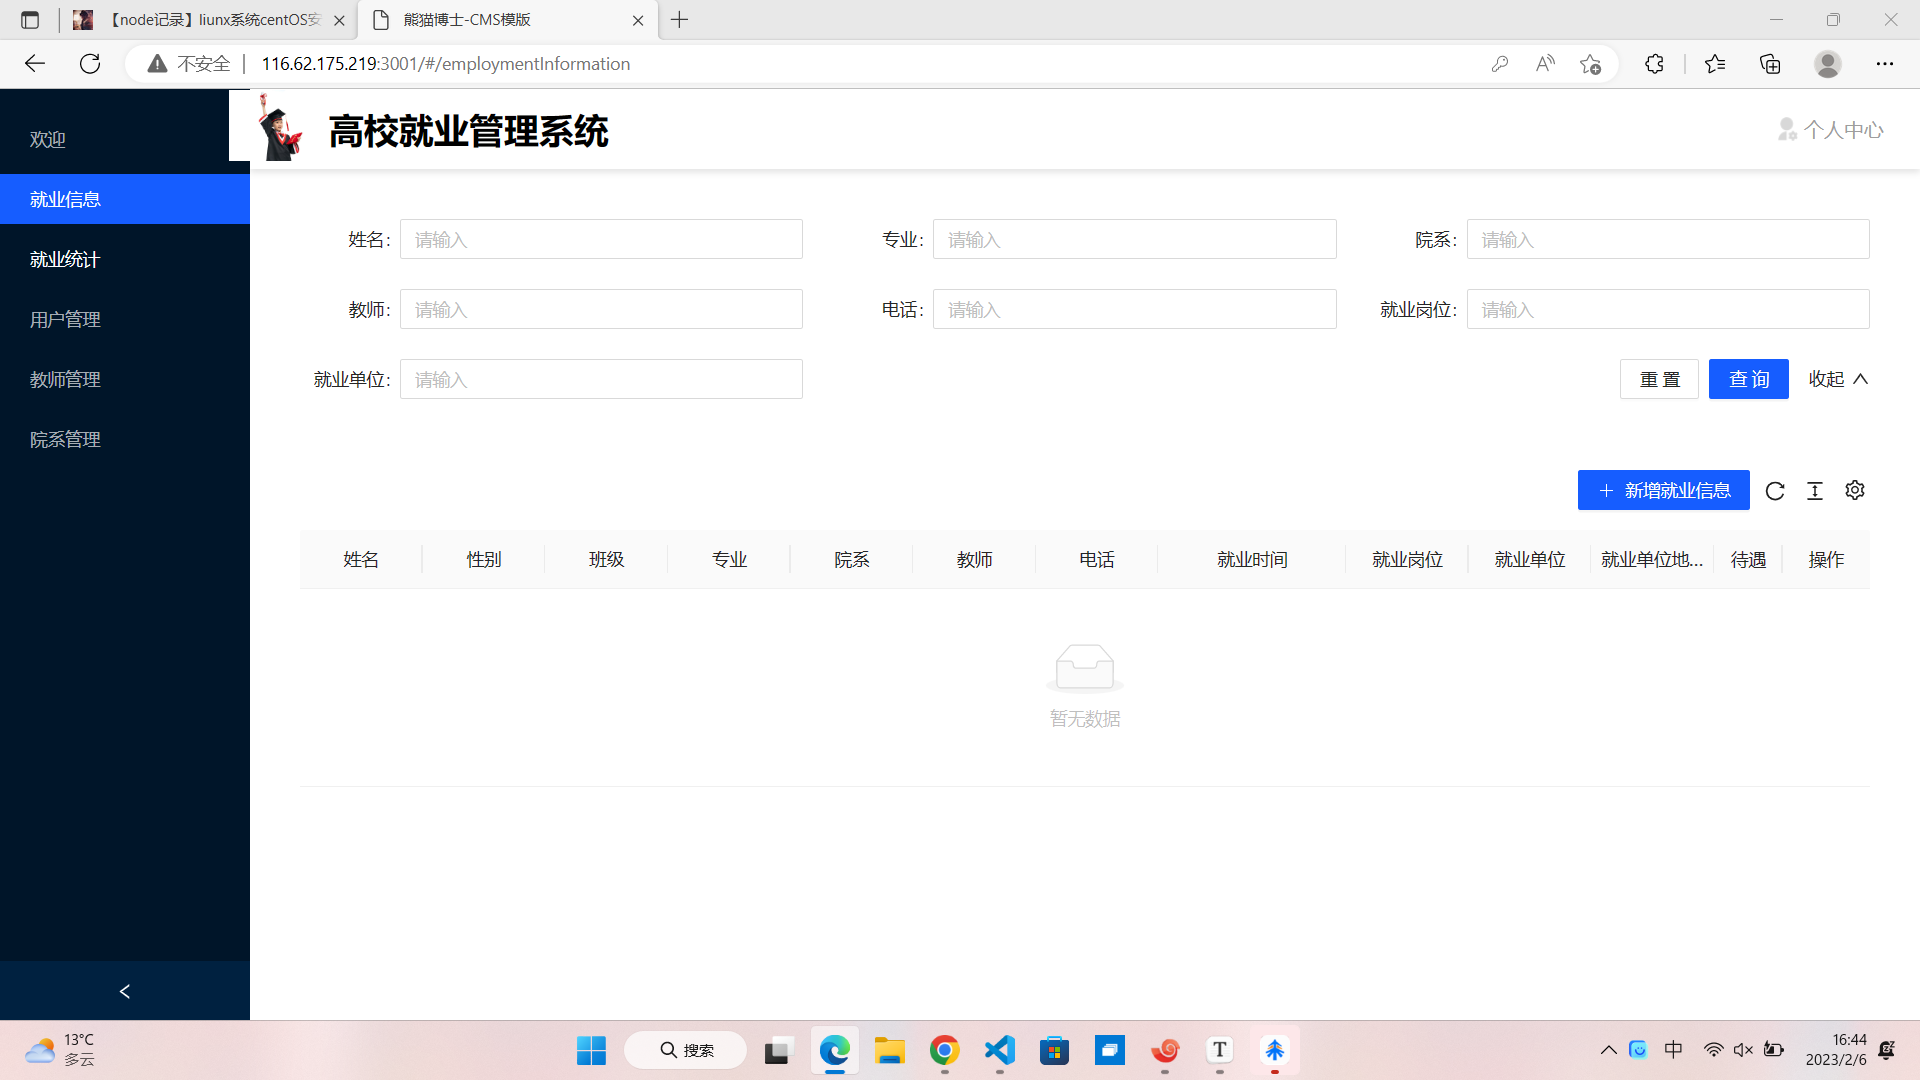 【node记录】liunx系统centOS安
熊猫博士-CMS模版
不安全
116.62.175.219:3001/#/employmentInformation
高校就业管理系统
个人中心
欢迎
就业信息
就业统计
用户管理
教师管理
院系管理
姓名: 请输入
专业: 请输入
院系: 请输入
教师: 请输入
电话: 请输入
就业岗位: 请输入
就业单位: 请输入
重 置
查 询
收起
新增就业信息
姓名 性别 班级 专业 院系 教师 电话 就业时间 就业岗位 就业单位 就业单位地... 待遇 操作
暂无数据
13°C
多云
搜索
中
16:44
2023/2/6